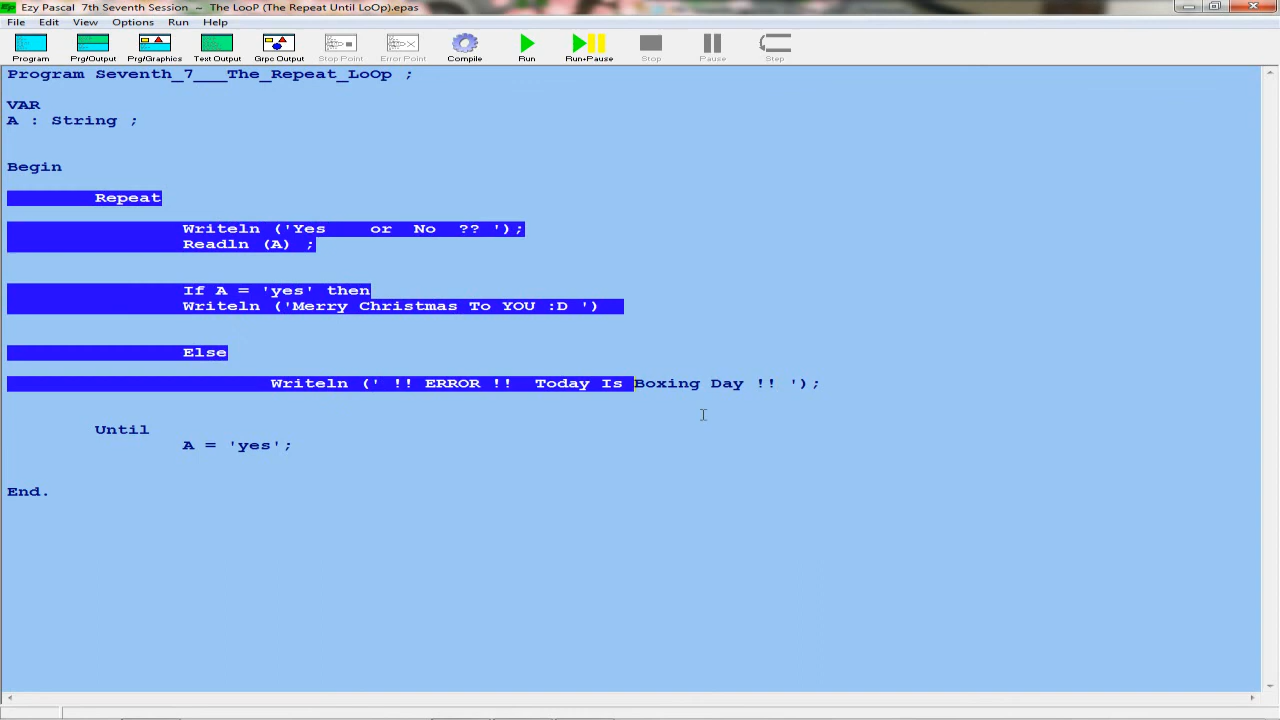 Ezy Pascal 7th Seventh Session ~ The LooP (The Repeat Until LoOp).epas
File Edit View Options Run Help
Program Prg/Output Prg/Graphics Text Output Grpc Output Stop Point Error Point Compile Run Run+Pause Stop Pause Step
Program Seventh_7___The_Repeat_LoOp ;
VAR
A : String ;
Begin
Repeat
Writeln ('Yes    or  No  ?? ');
Readln (A) ;
If A = 'yes' then
Writeln ('Merry Christmas To YOU :D ')
Else
Writeln (' !! ERROR !!  Today Is Boxing Day !! ');
Until
A = 'yes';
End.